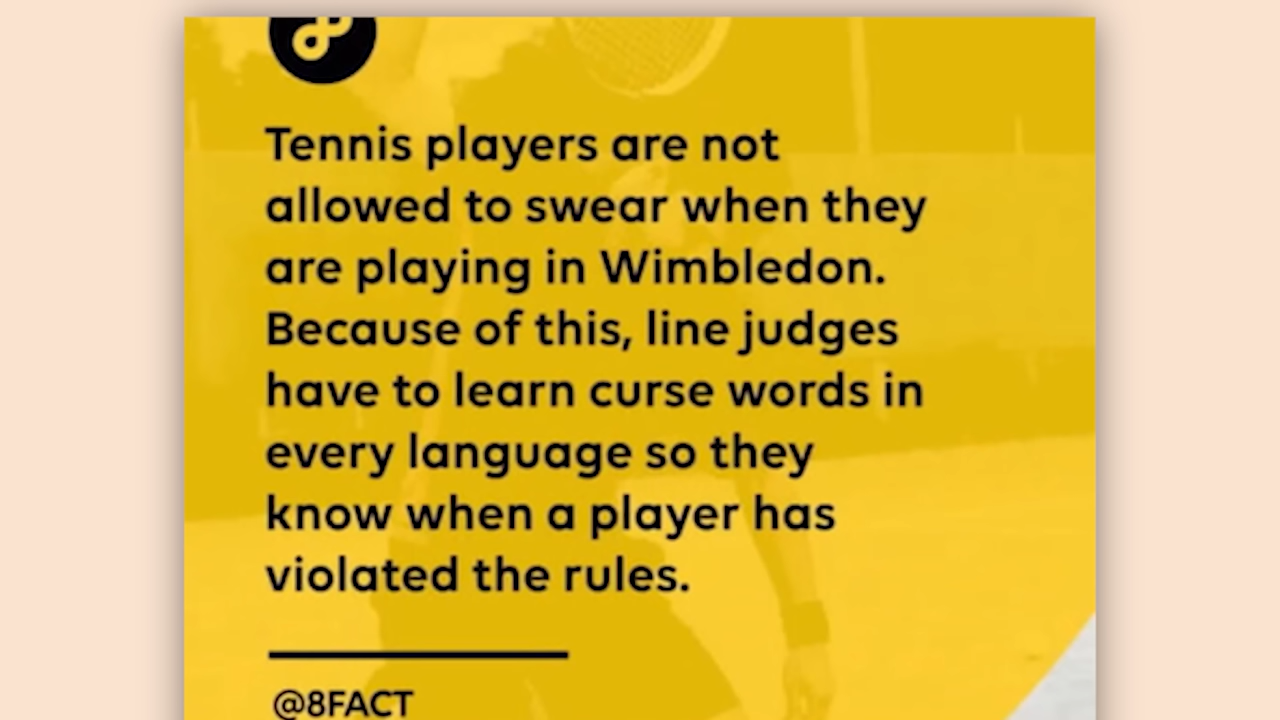 Tennis players are not
allowed to swear when they
are playing in Wimbledon.
Because of this, line judges
have to learn curse words in
every language so they
know when a player has
violated the rules.
@8FACT